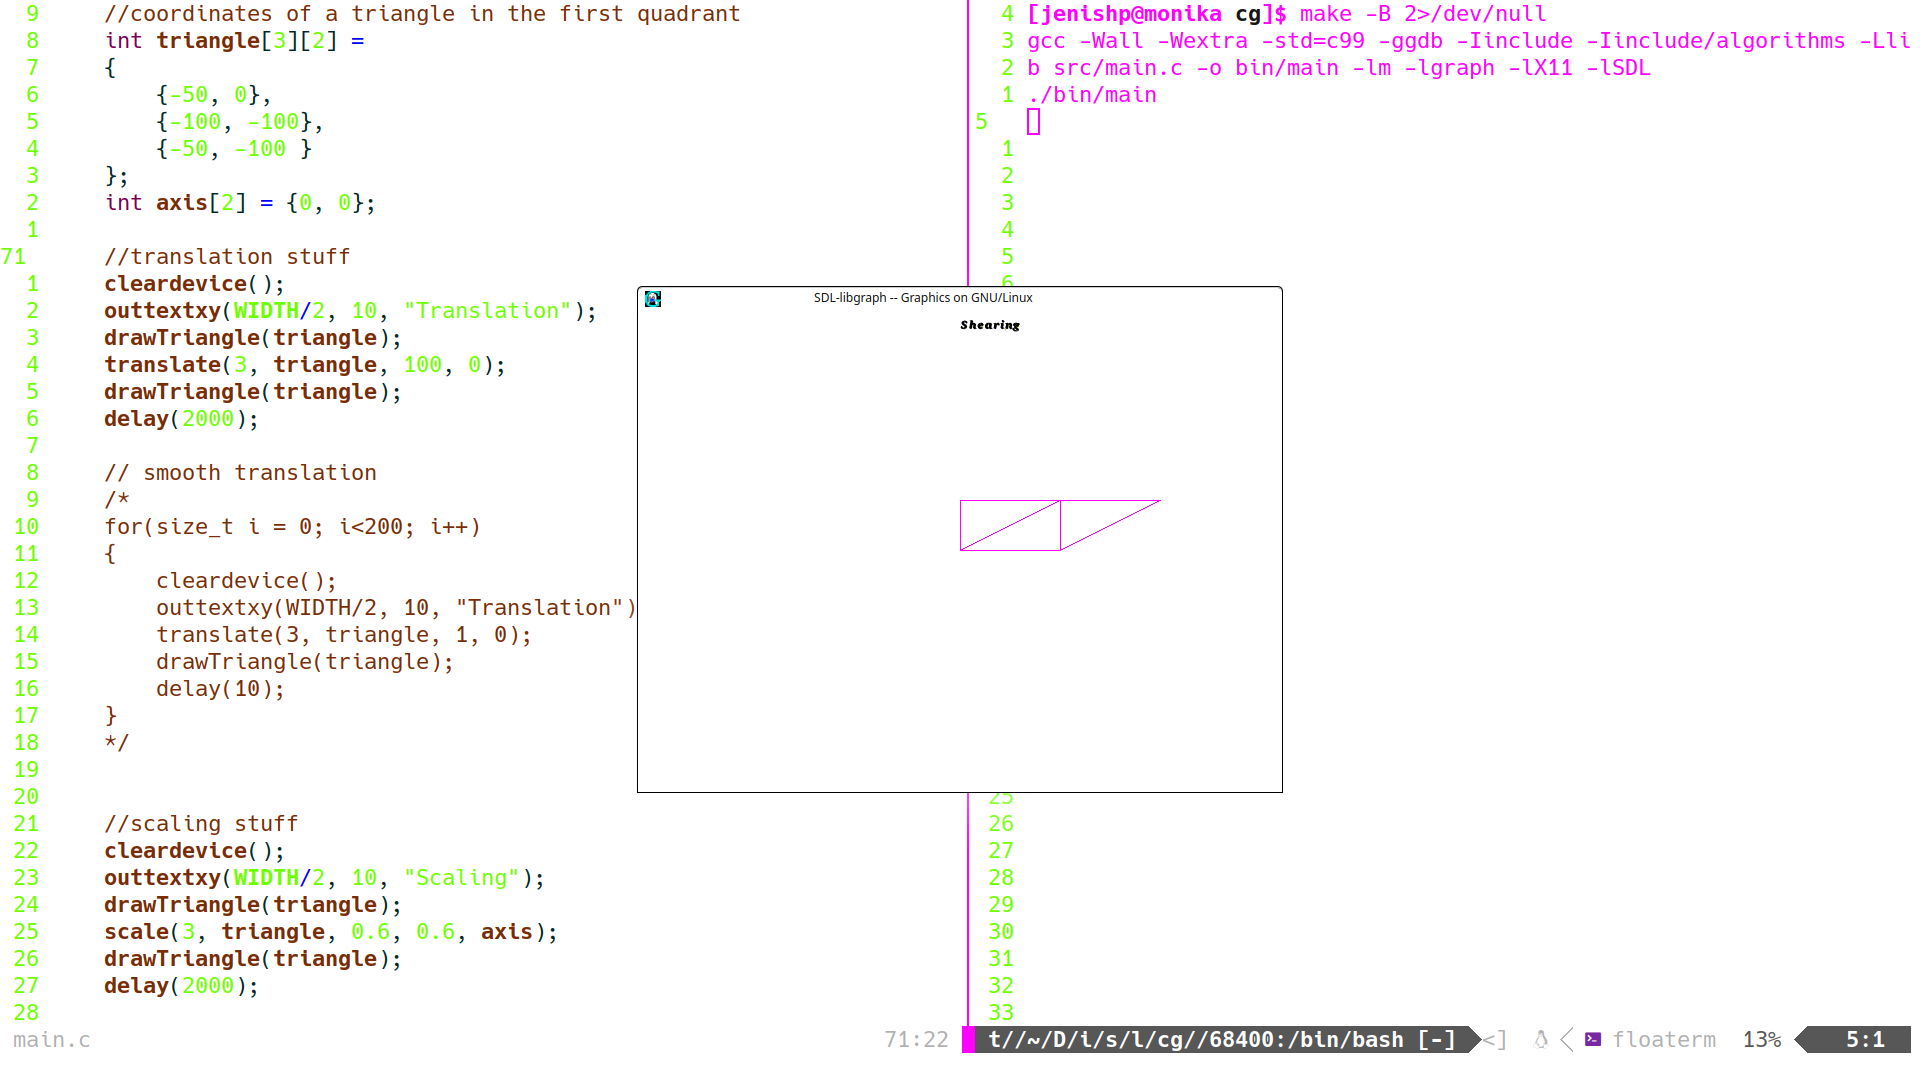 9 //coordinates of a triangle in the first quadrant
8 int triangle[3][2] =
7 {
6 {-50, 0},
5 {-100, -100},
4 {-50, -100 }
3 };
2 int axis[2] = {0, 0};
1
71 //translation stuff
1 cleardevice();
2 outtextxy(WIDTH/2, 10, "Translation");
3 drawTriangle(triangle);
4 translate(3, triangle, 100, 0);
5 drawTriangle(triangle);
6 delay(2000);
7
8 // smooth translation
9 /*
10 for(size_t i = 0; i<200; i++)
11 {
12 cleardevice();
13 outtextxy(WIDTH/2, 10, "Translation")
14 translate(3, triangle, 1, 0);
15 drawTriangle(triangle);
16 delay(10);
17 }
18 */
19
20
21 //scaling stuff
22 cleardevice();
23 outtextxy(WIDTH/2, 10, "Scaling");
24 drawTriangle(triangle);
25 scale(3, triangle, 0.6, 0.6, axis);
26 drawTriangle(triangle);
27 delay(2000);
28
main.c 71:22
4 [jenishp@monika cg]$ make -B 2>/dev/null
3 gcc -Wall -Wextra -std=c99 -ggdb -Iinclude -Iinclude/algorithms -Lli
2 b src/main.c -o bin/main -lm -lgraph -lX11 -lSDL
1 ./bin/main
5
1
2
3
4
5
6
SDL-libgraph -- Graphics on GNU/Linux
Shearing
25
26
27
28
29
30
31
32
33
t//~/D/i/s/l/cg//68400:/bin/bash [-] <] floaterm 13% 5:1